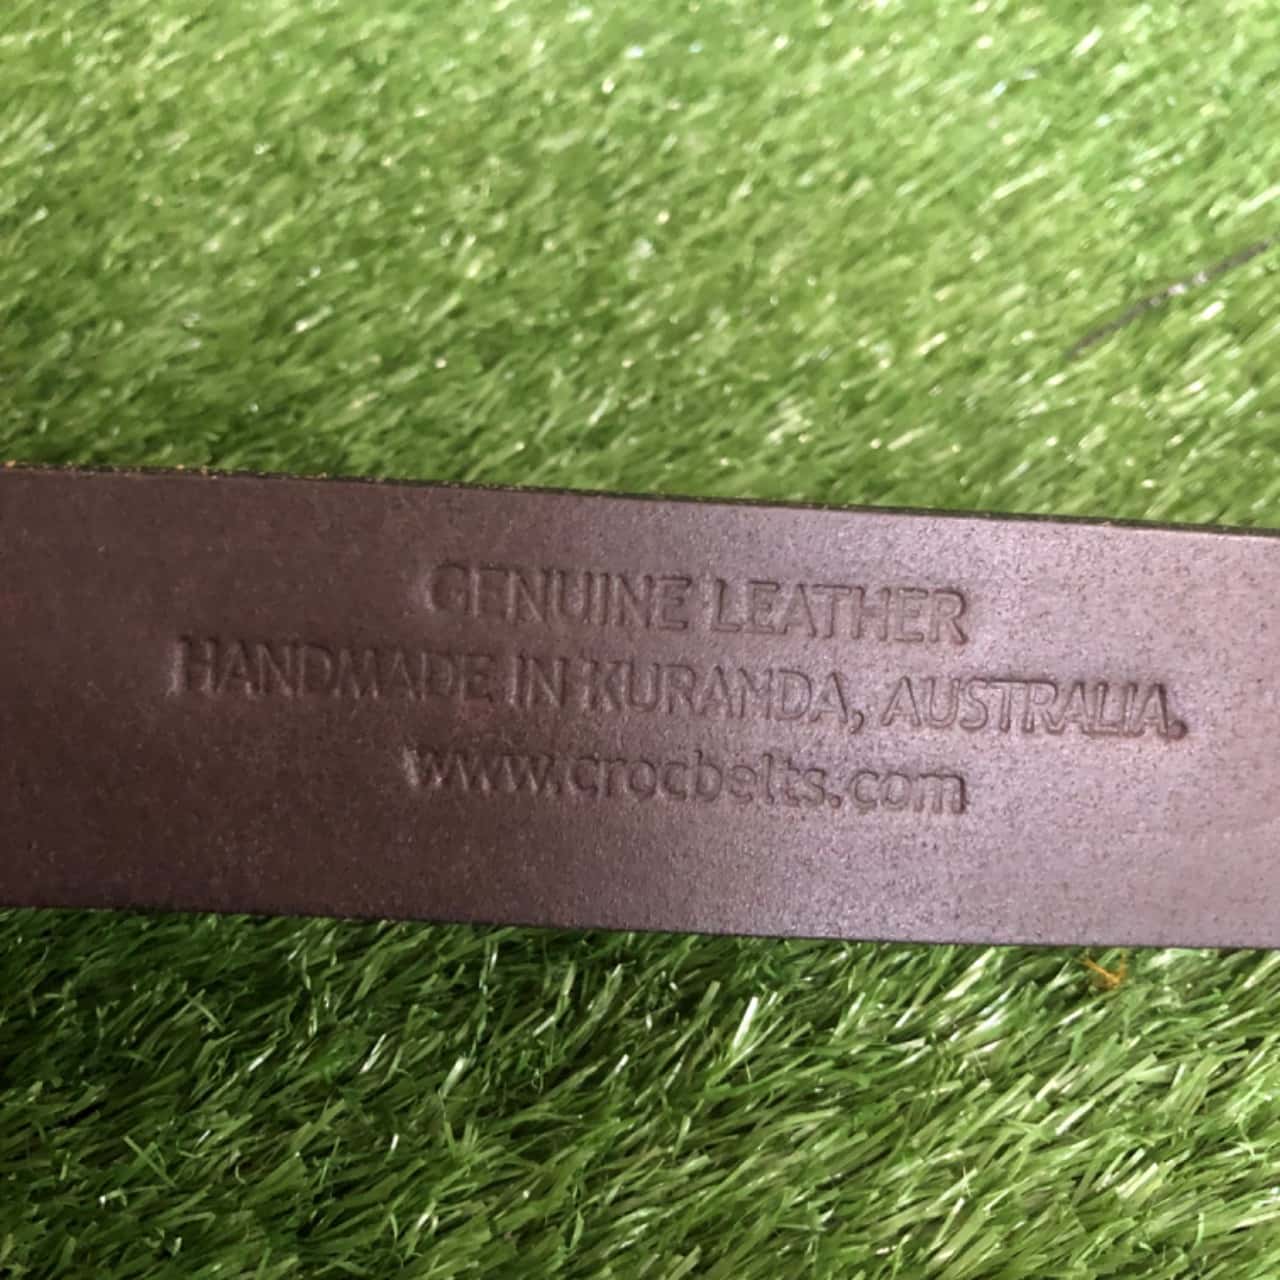 GENUINE LEATHER
HANDMADE IN KURANDA, AUSTRALIA.
www.crocbelts.com